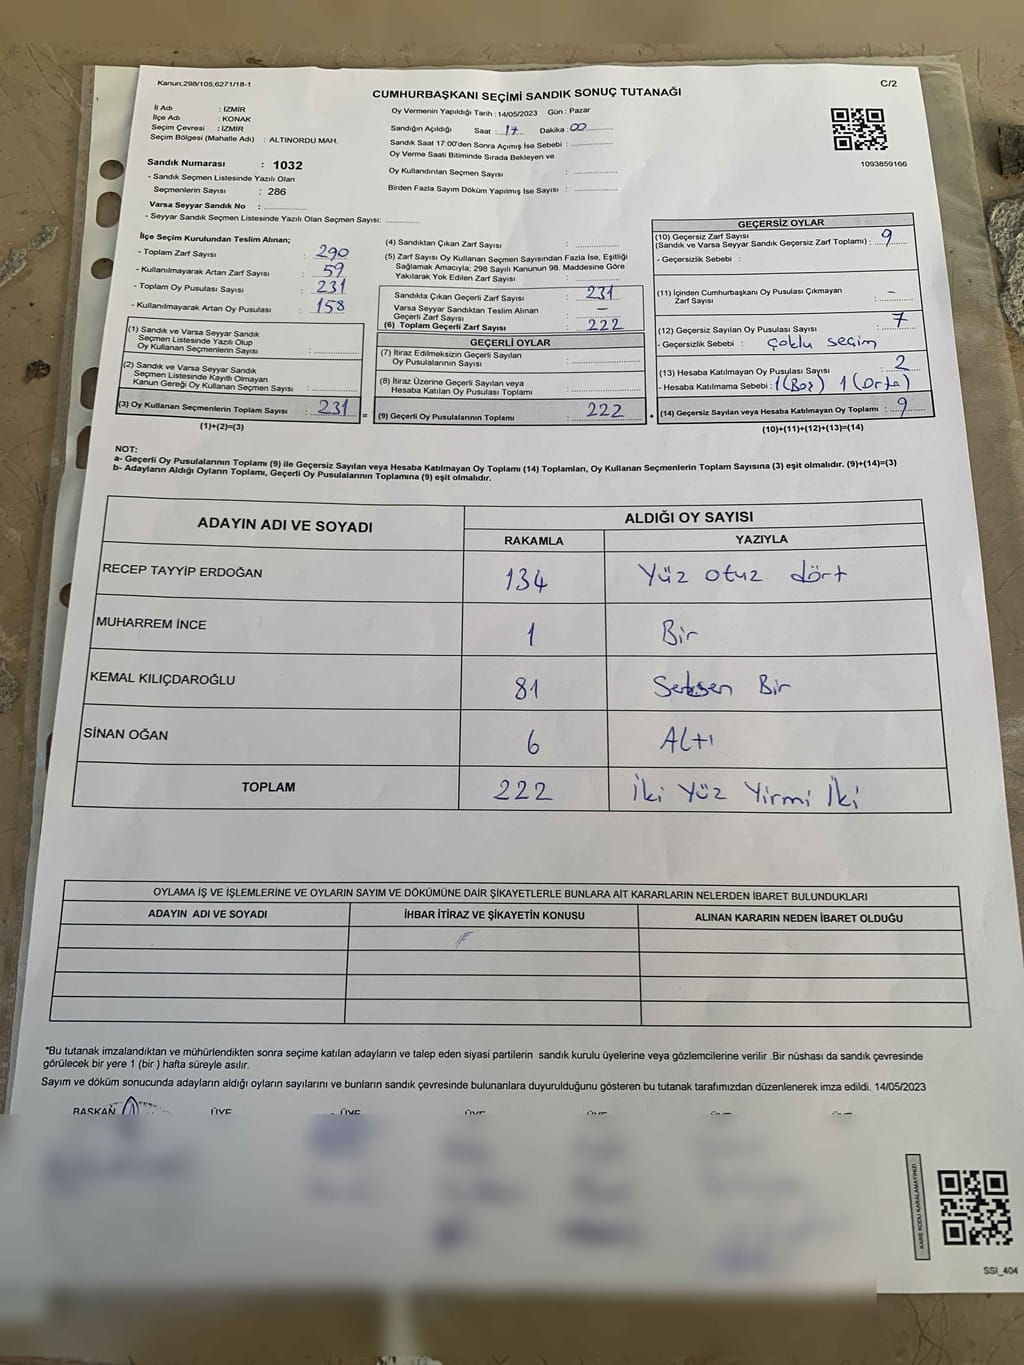 Kanun;298/105;6271/18-1
C/2
CUMHURBAŞKANI SEÇİMİ SANDIK SONUÇ TUTANAĞI
İl Adı : İZMİR
İlçe Adı : KONAK
Seçim Çevresi : İZMİR
Seçim Bölgesi (Mahalle Adı) : ALTINORDU MAH.
Sandık Numarası : 1032
- Sandık Seçmen Listesinde Yazılı Olan
Seçmenlerin Sayısı : 286
Varsa Seyyar Sandık No :
- Seyyar Sandık Seçmen Listesinde Yazılı Olan Seçmen Sayısı:
Oy Vermenin Yapıldığı Tarih : 14/05/2023 Gün : Pazar
Sandığın Açıldığı Saat : 17 Dakika : 00
Sandık Saat 17:00'den Sonra Açımış İse Sebebi :
Oy Verme Saati Bitiminde Sırada Bekleyen ve
Oy Kullandırılan Seçmen Sayısı :
Birden Fazla Sayım Döküm Yapılmış İse Sayısı :
1093859166
İlçe Seçim Kurulundan Teslim Alınan;
- Toplam Zarf Sayısı : 290
- Kullanılmayarak Artan Zarf Sayısı : 59
- Toplam Oy Pusulası Sayısı : 231
- Kullanılmayarak Artan Oy Pusulası : 158
(1) Sandık ve Varsa Seyyar Sandık
Seçmen Listesinde Yazılı Olup
Oy Kullanan Seçmenlerin Sayısı :
(2) Sandık ve Varsa Seyyar Sandık
Seçmen Listesinde Kayıtlı Olmayan
Kanun Gereği Oy Kullanan Seçmen Sayısı :
(3) Oy Kullanan Seçmenlerin Toplam Sayısı : 231
(1)+(2)=(3)
=
(4) Sandıktan Çıkan Zarf Sayısı :
(5) Zarf Sayısı Oy Kullanan Seçmen Sayısından Fazla İse, Eşitliği
Sağlamak Amacıyla; 298 Sayılı Kanunun 98. Maddesine Göre
Yakılarak Yok Edilen Zarf Sayısı :
Sandıkta Çıkan Geçerli Zarf Sayısı : 231
Varsa Seyyar Sandıktan Teslim Alınan
Geçerli Zarf Sayısı : —
(6) Toplam Geçerli Zarf Sayısı : 222
GEÇERLİ OYLAR
(7) İtiraz Edilmeksizin Geçerli Sayılan
Oy Pusulalarının Sayısı :
(8) İtiraz Üzerine Geçerli Sayılan veya
Hesaba Katılan Oy Pusulası Toplamı :
(9) Geçerli Oy Pusulalarının Toplamı : 222
+
GEÇERSİZ OYLAR
(10) Geçersiz Zarf Sayısı
(Sandık ve Varsa Seyyar Sandık Geçersiz Zarf Toplamı) : 9
- Geçersizlik Sebebi :
(11) İçinden Cumhurbaşkanı Oy Pusulası Çıkmayan
Zarf Sayısı : –
(12) Geçersiz Sayılan Oy Pusulası Sayısı : 7
- Geçersizlik Sebebi : çoklu seçim
(13) Hesaba Katılmayan Oy Pusulası Sayısı : 2
- Hesaba Katılmama Sebebi : 1(Boş) 1(Orta)
(14) Geçersiz Sayılan veya Hesaba Katılmayan Oy Toplamı : 9
(10)+(11)+(12)+(13)=(14)
NOT:
a- Geçerli Oy Pusulalarının Toplamı (9) ile Geçersiz Sayılan veya Hesaba Katılmayan Oy Toplamı (14) Toplamları, Oy Kullanan Seçmenlerin Toplam Sayısına (3) eşit olmalıdır. (9)+(14)=(3)
b- Adayların Aldığı Oyların Toplamı, Geçerli Oy Pusulalarının Toplamına (9) eşit olmalıdır.
ADAYIN ADI VE SOYADI ALDIĞI OY SAYISI
RAKAMLA YAZIYLA
RECEP TAYYİP ERDOĞAN 134 Yüz otuz dört
MUHARREM İNCE 1 Bir
KEMAL KILIÇDAROĞLU 81 Seksen Bir
SİNAN OĞAN 6 Altı
TOPLAM 222 İki Yüz Yirmi İki
OYLAMA İŞ VE İŞLEMLERİNE VE OYLARIN SAYIM VE DÖKÜMÜNE DAİR ŞİKAYETLERLE BUNLARA AİT KARARLARIN NELERDEN İBARET BULUNDUKLARI
ADAYIN ADI VE SOYADI İHBAR İTİRAZ VE ŞİKAYETİN KONUSU ALINAN KARARIN NEDEN İBARET OLDUĞU
*Bu tutanak imzalandıktan ve mühürlendikten sonra seçime katılan adayların ve talep eden siyasi partilerin sandık kurulu üyelerine veya gözlemcilerine verilir .Bir nüshası da sandık çevresinde
görülecek bir yere 1 (bir ) hafta süreyle asılır.
Sayım ve döküm sonucunda adayların aldığı oyların sayılarını ve bunların sandık çevresinde bulunanlara duyurulduğunu gösteren bu tutanak tarafımızdan düzenlenerek imza edildi. 14/05/2023
BAŞKAN ÜYE ÜYE ÜYE ÜYE
KARE KODU KARALAMAYINIZ!
SSI_404